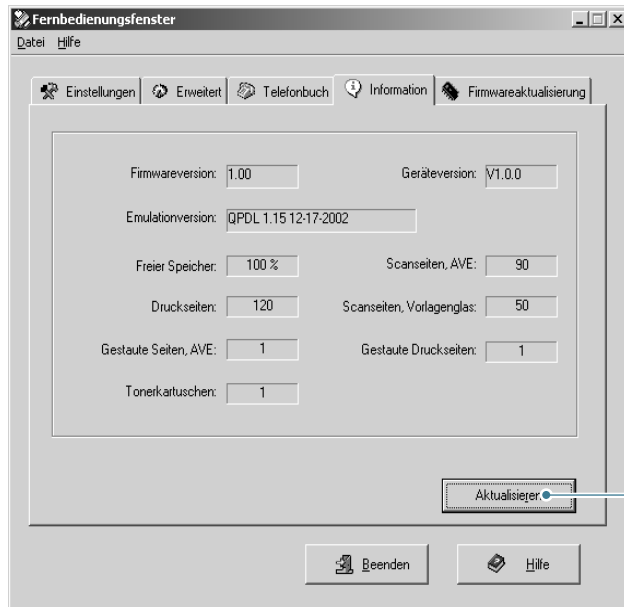 Fernbedienungsfenster
Datei Hilfe
Einstellungen Erweitert Telefonbuch Information Firmwareaktualisierung
Firmwareversion: 1.00 Geräteversion: V1.0.0
Emulationversion: QPDL 1.15 12-17-2002
Freier Speicher: 100 % Scanseiten, AVE: 90
Druckseiten: 120 Scanseiten, Vorlagenglas: 50
Gestaute Seiten, AVE: 1 Gestaute Druckseiten: 1
Tonerkartuschen: 1
Aktualisieren
Beenden Hilfe